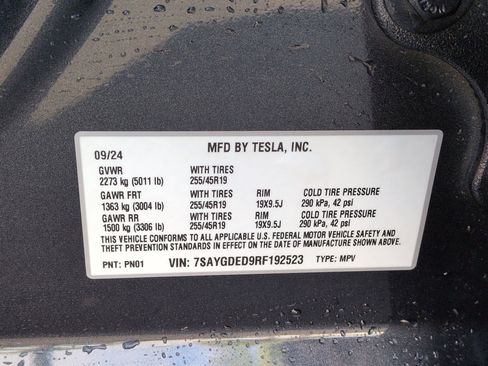 MFD BY TESLA, INC.
09/24
GVWR WITH TIRES
2273 kg (5011 lb) 255/45R19
GAWR FRT WITH TIRES RIM COLD TIRE PRESSURE
1363 kg (3004 lb) 255/45R19 19X9.5J 290 kPa, 42 psi
GAWR RR WITH TIRES RIM COLD TIRE PRESSURE
1500 kg (3306 lb) 255/45R19 19X9.5J 290 kPa, 42 psi
THIS VEHICLE CONFORMS TO ALL APPLICABLE U.S. FEDERAL MOTOR VEHICLE SAFETY AND
THEFT PREVENTION STANDARDS IN EFFECT ON THE DATE OF MANUFACTURE SHOWN ABOVE.
PNT: PN01 VIN: 7SAYGDED9RF192523 TYPE: MPV